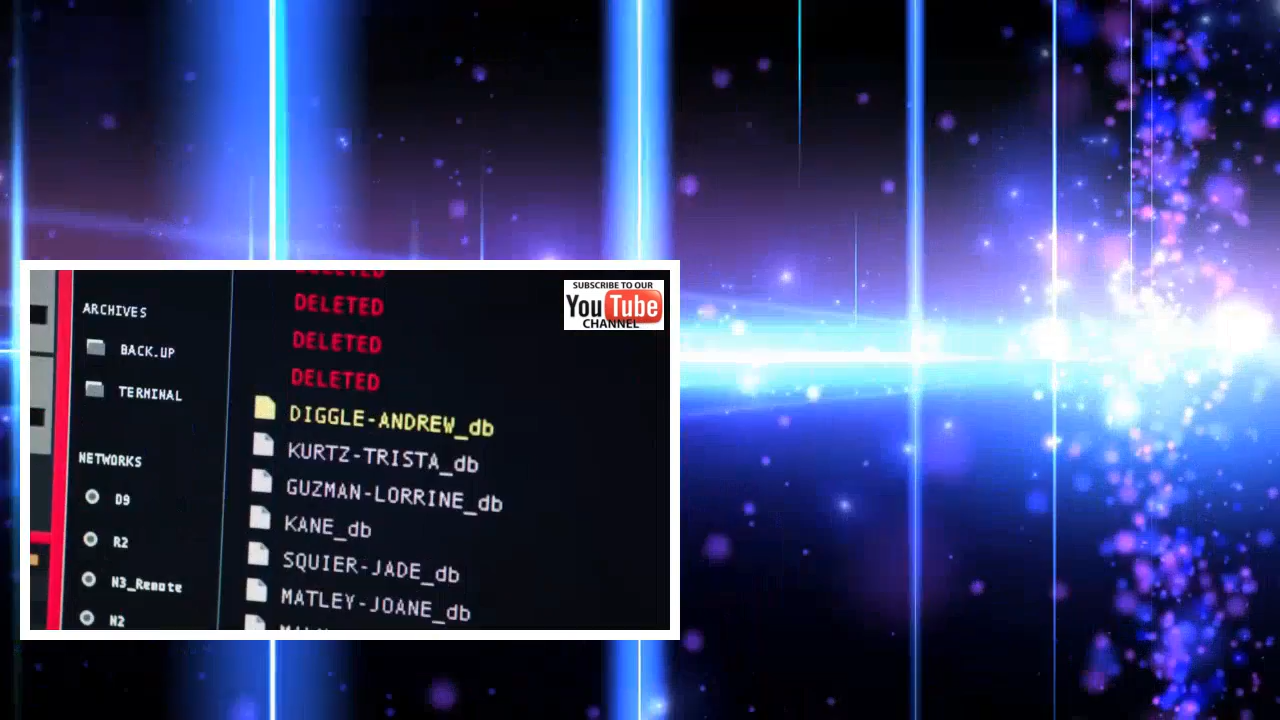 SUBSCRIBE TO OUR
YouTube
CHANNEL
ARCHIVES
BACK.UP
TERMINAL
NETWORKS
D9
R2
N3_Remote
N2
DELETED
DELETED
DELETED
DELETED
DIGGLE-ANDREW_db
KURTZ-TRISTA_db
GUZMAN-LORRINE_db
KANE_db
SQUIER-JADE_db
MATLEY-JOANE_db